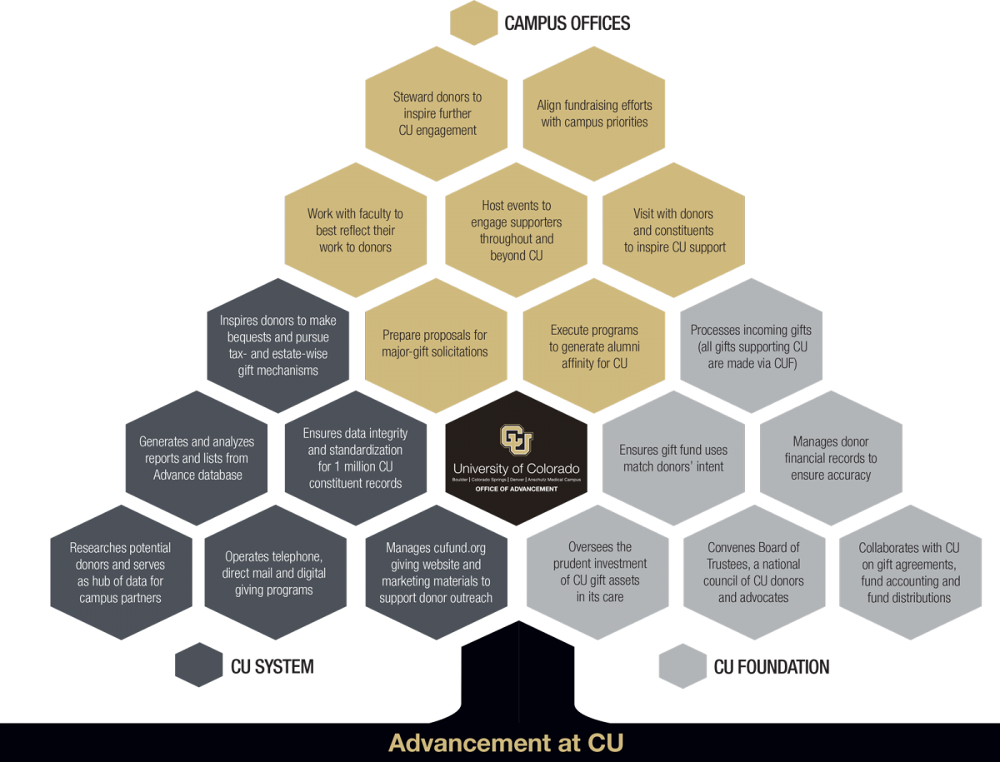 CAMPUS OFFICES
Steward donors to
inspire further
CU engagement
Align fundraising efforts
with campus priorities
Work with faculty to
best reflect their
work to donors
Host events to
engage supporters
throughout and
beyond CU
Visit with donors
and constituents
to inspire CU support
Inspires donors to make
bequests and pursue
tax- and estate-wise
gift mechanisms
Prepare proposals for
major-gift solicitations
Execute programs
to generate alumni
affinity for CU
Processes incoming gifts
(all gifts supporting CU
are made via CUF)
Generates and analyzes
reports and lists from
Advance database
Ensures data integrity
and standardization
for 1 million CU
constituent records
CU
University of Colorado
Boulder | Colorado Springs | Denver | Anschutz Medical Campus
OFFICE OF ADVANCEMENT
Ensures gift fund uses
match donors’ intent
Manages donor
financial records to
ensure accuracy
Researches potential
donors and serves
as hub of data for
campus partners
Operates telephone,
direct mail and digital
giving programs
Manages cufund.org
giving website and
marketing materials to
support donor outreach
Oversees the
prudent investment
of CU gift assets
in its care
Convenes Board of
Trustees, a national
council of CU donors
and advocates
Collaborates with CU
on gift agreements,
fund accounting and
fund distributions
CU SYSTEM
CU FOUNDATION
Advancement at CU